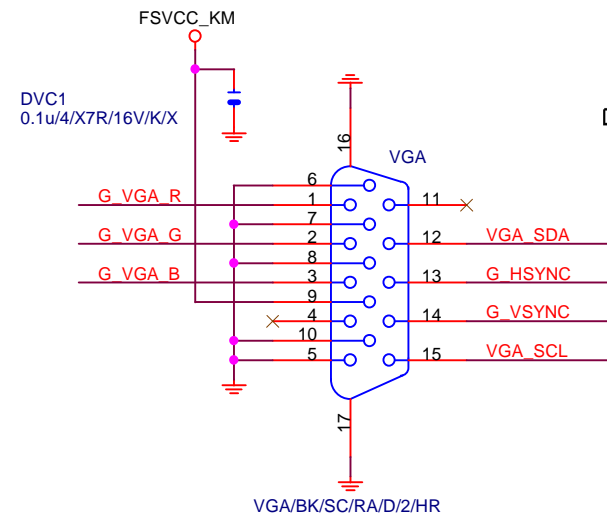 FSVCC_KM
DVC1
0.1u/4/X7R/16V/K/X
16
VGA
6
G_VGA_R
1
11
7
G_VGA_G
2
12
VGA_SDA
8
G_VGA_B
3
13
G_HSYNC
9
4
14
G_VSYNC
10
5
15
VGA_SCL
17
VGA/BK/SC/RA/D/2/HR